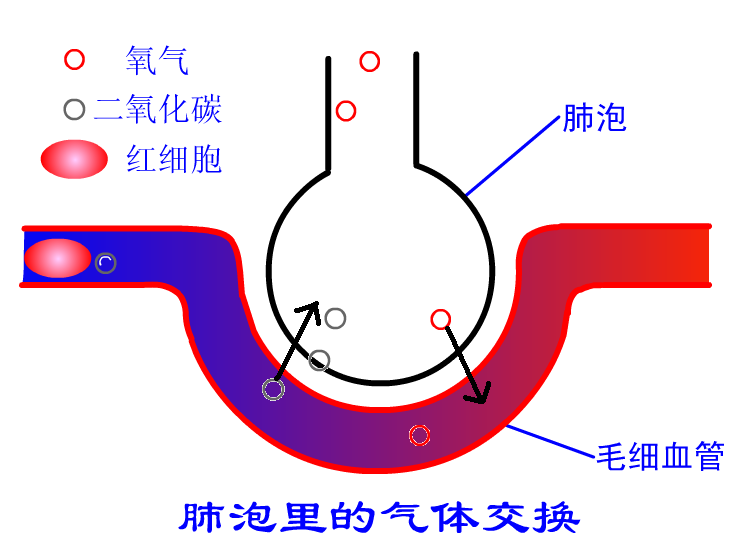 氧气
二氧化碳
红细胞
肺泡
毛细血管
肺泡里的气体交换